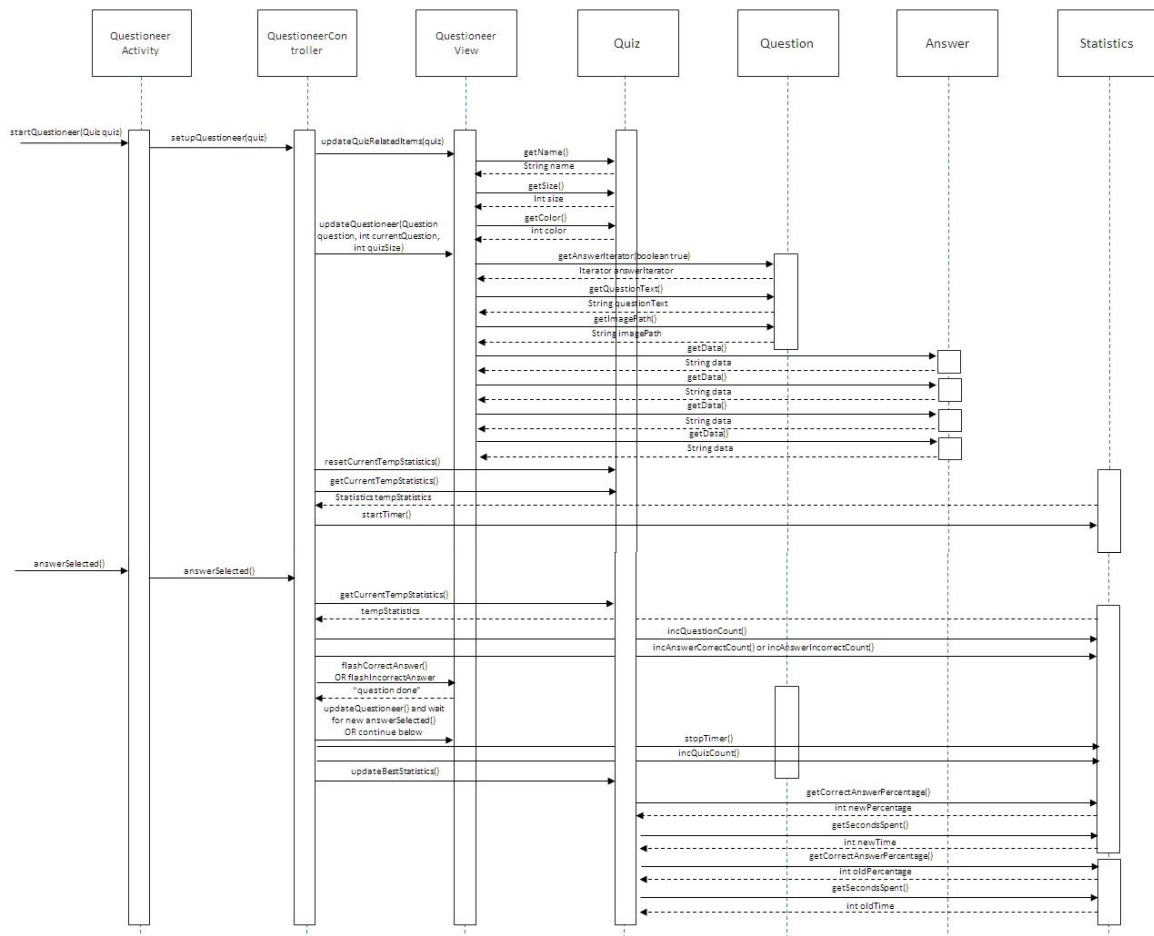 Questioneer
Activity
QuestioneerCon
troller
Questioneer
View
Quiz
Question
Answer
Statistics
startQuestioneer(Quiz quiz)
setupQuestioneer(quiz)
updateQuizRelatedItems(quiz)
getName()
String name
getSize()
Int size
getColor()
int color
updateQuestioneer(Question
question, int currentQuestion,
int quizSize)
getAnswerIterator(boolean true)
Iterator answerIterator
getQuestionText()
String questionText
getImagePath()
String imagePath
getData()
String data
getData()
String data
getData()
String data
getData()
String data
resetCurrentTempStatistics()
getCurrentTempStatistics()
Statistics tempStatistics
startTimer()
answerSelected()
answerSelected()
getCurrentTempStatistics()
tempStatistics
incQuestionCount()
incAnswerCorrectCount() or incAnswerIncorrectCount()
flashCorrectAnswer()
OR flashIncorrectAnswer
"question done"
updateQuestioneer() and wait
for new answerSelected()
OR continue below
stopTimer()
incQuizCount()
updateBestStatistics()
getCorrectAnswerPercentage()
int newPercentage
getSecondsSpent()
int newTime
getCorrectAnswerPercentage()
int oldPercentage
getSecondsSpent()
int oldTime